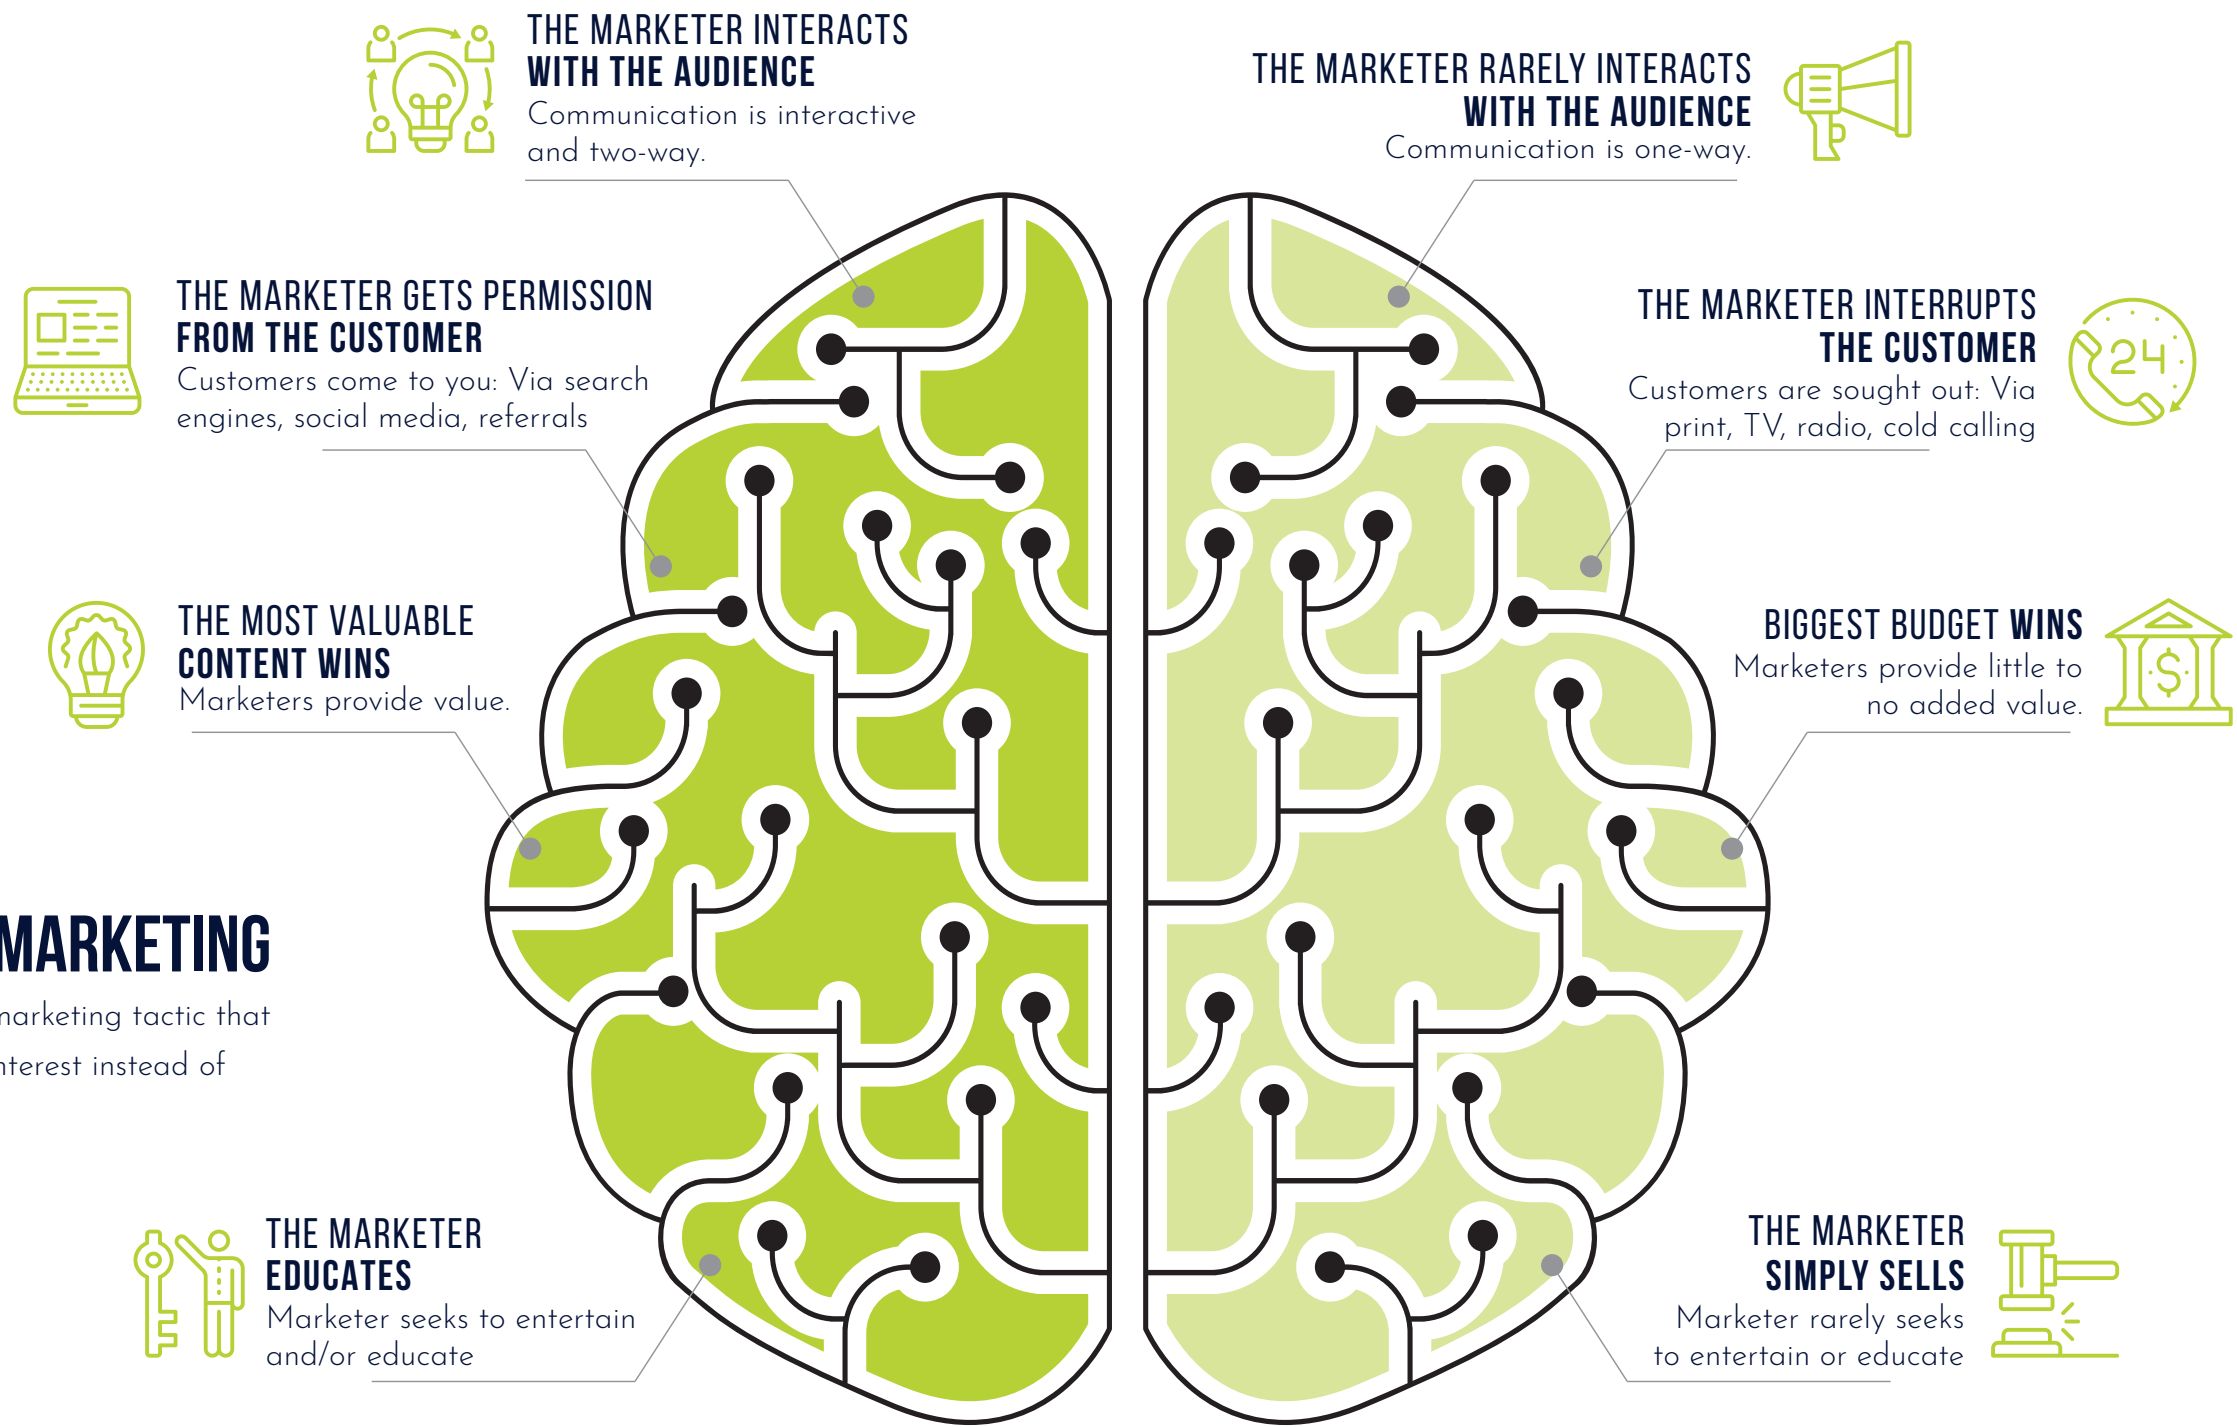 THE MARKETER INTERACTS
WITH THE AUDIENCE
Communication is interactive
and two-way.
THE MARKETER GETS PERMISSION
FROM THE CUSTOMER
Customers come to you: Via search
engines, social media, referrals
THE MOST VALUABLE
CONTENT WINS
Marketers provide value.
MARKETING
marketing tactic that
interest instead of
THE MARKETER
EDUCATES
Marketer seeks to entertain
and/or educate
THE MARKETER RARELY INTERACTS
WITH THE AUDIENCE
Communication is one-way.
THE MARKETER INTERRUPTS
THE CUSTOMER
Customers are sought out: Via
print, TV, radio, cold calling
24
BIGGEST BUDGET WINS
Marketers provide little to
no added value.
$
THE MARKETER
SIMPLY SELLS
Marketer rarely seeks
to entertain or educate